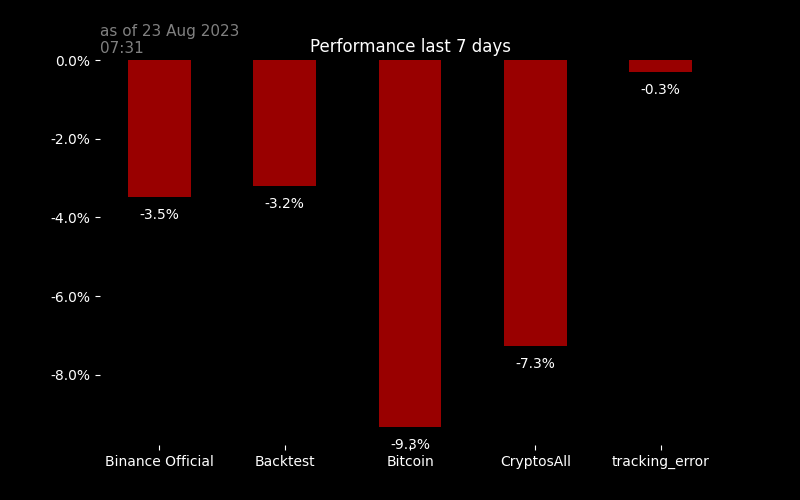 as of 23 Aug 2023
07:31
Performance last 7 days
0.0%
-2.0%
-4.0%
-6.0%
-8.0%
-3.5%
-3.2%
-9.3%
-7.3%
-0.3%
Binance Official
Backtest
Bitcoin
CryptosAll
tracking_error